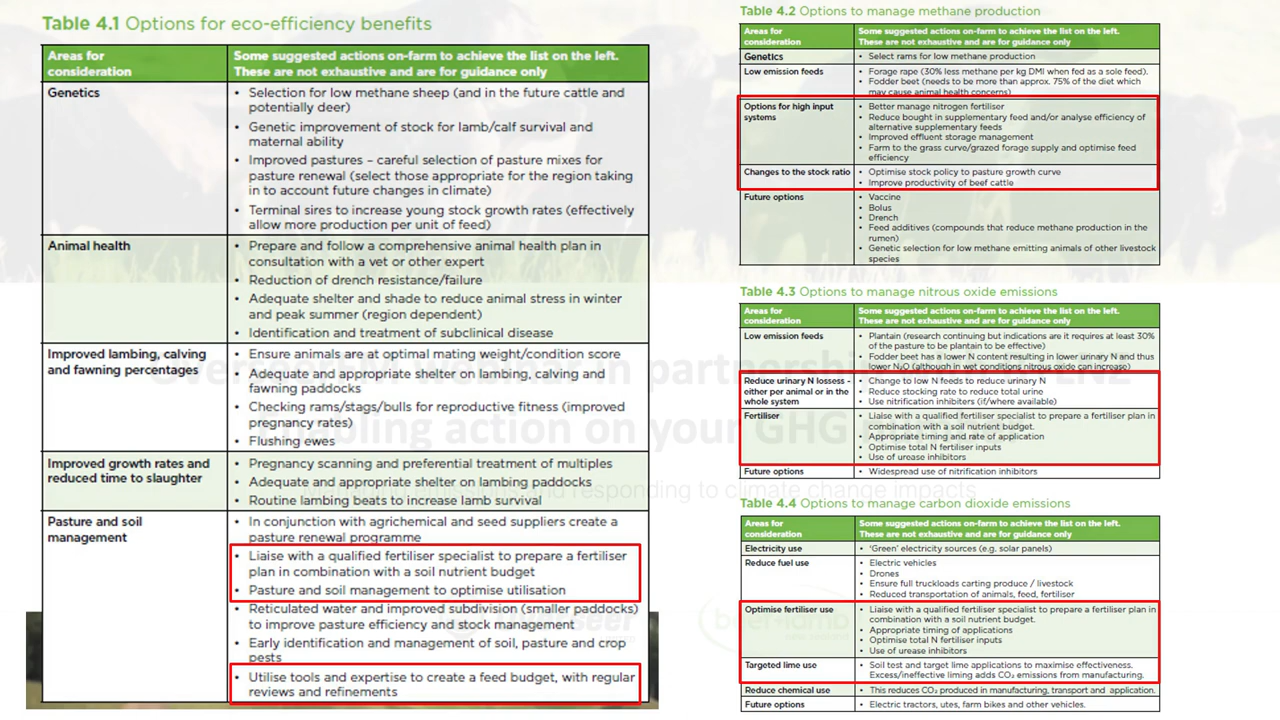 Table 4.1 Options for eco-efficiency benefits
Areas for consideration
Some suggested actions on-farm to achieve the list on the left.
These are not exhaustive and are for guidance only
Genetics
• Selection for low methane sheep (and in the future cattle and
potentially deer)
• Genetic improvement of stock for lamb/calf survival and
maternal ability
• Improved pastures – careful selection of pasture mixes for
pasture renewal (select those appropriate for the region taking
in to account future changes in climate)
• Terminal sires to increase young stock growth rates (effectively
allow more production per unit of feed)
Animal health
• Prepare and follow a comprehensive animal health plan in
consultation with a vet or other expert
• Reduction of drench resistance/failure
• Adequate shelter and shade to reduce animal stress in winter
and peak summer (region dependent)
• Identification and treatment of subclinical disease
Improved lambing, calving
and fawning percentages
• Ensure animals are at optimal mating weight/condition score
• Adequate and appropriate shelter on lambing, calving and
fawning paddocks
• Checking rams/stags/bulls for reproductive fitness (improved
pregnancy rates)
• Flushing ewes
Improved growth rates and
reduced time to slaughter
• Pregnancy scanning and preferential treatment of multiples
• Adequate and appropriate shelter on lambing paddocks
• Routine lambing beats to increase lamb survival
Pasture and soil
management
• In conjunction with agrichemical and seed suppliers create a
pasture renewal programme
• Liaise with a qualified fertiliser specialist to prepare a fertiliser
plan in combination with a soil nutrient budget
• Pasture and soil management to optimise utilisation
• Reticulated water and improved subdivision (smaller paddocks)
to improve pasture efficiency and stock management
• Early identification and management of soil, pasture and crop
pests
• Utilise tools and expertise to create a feed budget, with regular
reviews and refinements
Table 4.2 Options to manage methane production
Areas for
consideration
Some suggested actions on-farm to achieve the list on the left.
These are not exhaustive and are for guidance only
Genetics
• Select rams for low methane production
Low emission feeds
• Forage rape (30% less methane per kg DMI when fed as a sole feed).
• Fodder beet (needs to be more than approx. 75% of the diet which
may cause animal health concerns)
Options for high input
systems
• Better manage nitrogen fertiliser
• Reduce bought in supplementary feed and/or analyse efficiency of
alternative supplementary feeds
• Improved effluent storage management
• Farm to the grass curve/grazed forage supply and optimise feed
efficiency
Changes to the stock ratio
• Optimise stock policy to pasture growth curve
• Improve productivity of beef cattle
Future options
• Vaccine
• Bolus
• Drench
• Feed additives (compounds that reduce methane production in the
rumen)
• Genetic selection for low methane emitting animals of other livestock
species
Table 4.3 Options to manage nitrous oxide emissions
Areas for
consideration
Some suggested actions on-farm to achieve the list on the left.
These are not exhaustive and are for guidance only
Low emission feeds
• Plantain (research continuing but indications are it requires at least 30%
of the pasture to be plantain to be effective)
• Fodder beet has a lower N content resulting in lower urinary N and thus
lower N₂O (although in wet conditions nitrous oxide can increase)
Reduce urinary N losses -
either per animal or in the
whole system
• Change to low N feeds to reduce urinary N
• Reduce stocking rate to reduce total urine
• Use nitrification inhibitors (if/where available)
Fertiliser
• Liaise with a qualified fertiliser specialist to prepare a fertiliser plan in
combination with a soil nutrient budget.
• Appropriate timing and rate of application
• Optimise total N fertiliser inputs
• Use of urease inhibitors
Future options
• Widespread use of nitrification inhibitors
Table 4.4 Options to manage carbon dioxide emissions
Areas for
consideration
Some suggested actions on-farm to achieve the list on the left.
These are not exhaustive and are for guidance only
Electricity use
• 'Green' electricity sources (e.g. solar panels)
Reduce fuel use
• Electric vehicles
• Drones
• Ensure full truckloads carting produce / livestock
• Reduced transportation of animals, feed, fertiliser
Optimise fertiliser use
• Liaise with a qualified fertiliser specialist to prepare a fertiliser plan in
combination with a soil nutrient budget.
• Appropriate timing of applications
• Optimise total N fertiliser inputs
• Use of urease inhibitors
Targeted lime use
• Soil test and target lime applications to maximise effectiveness.
Excess/ineffective liming adds CO₂ emissions from manufacturing.
Reduce chemical use
• This reduces CO₂ produced in manufacturing, transport and application.
Future options
• Electric tractors, utes, farm bikes and other vehicles.